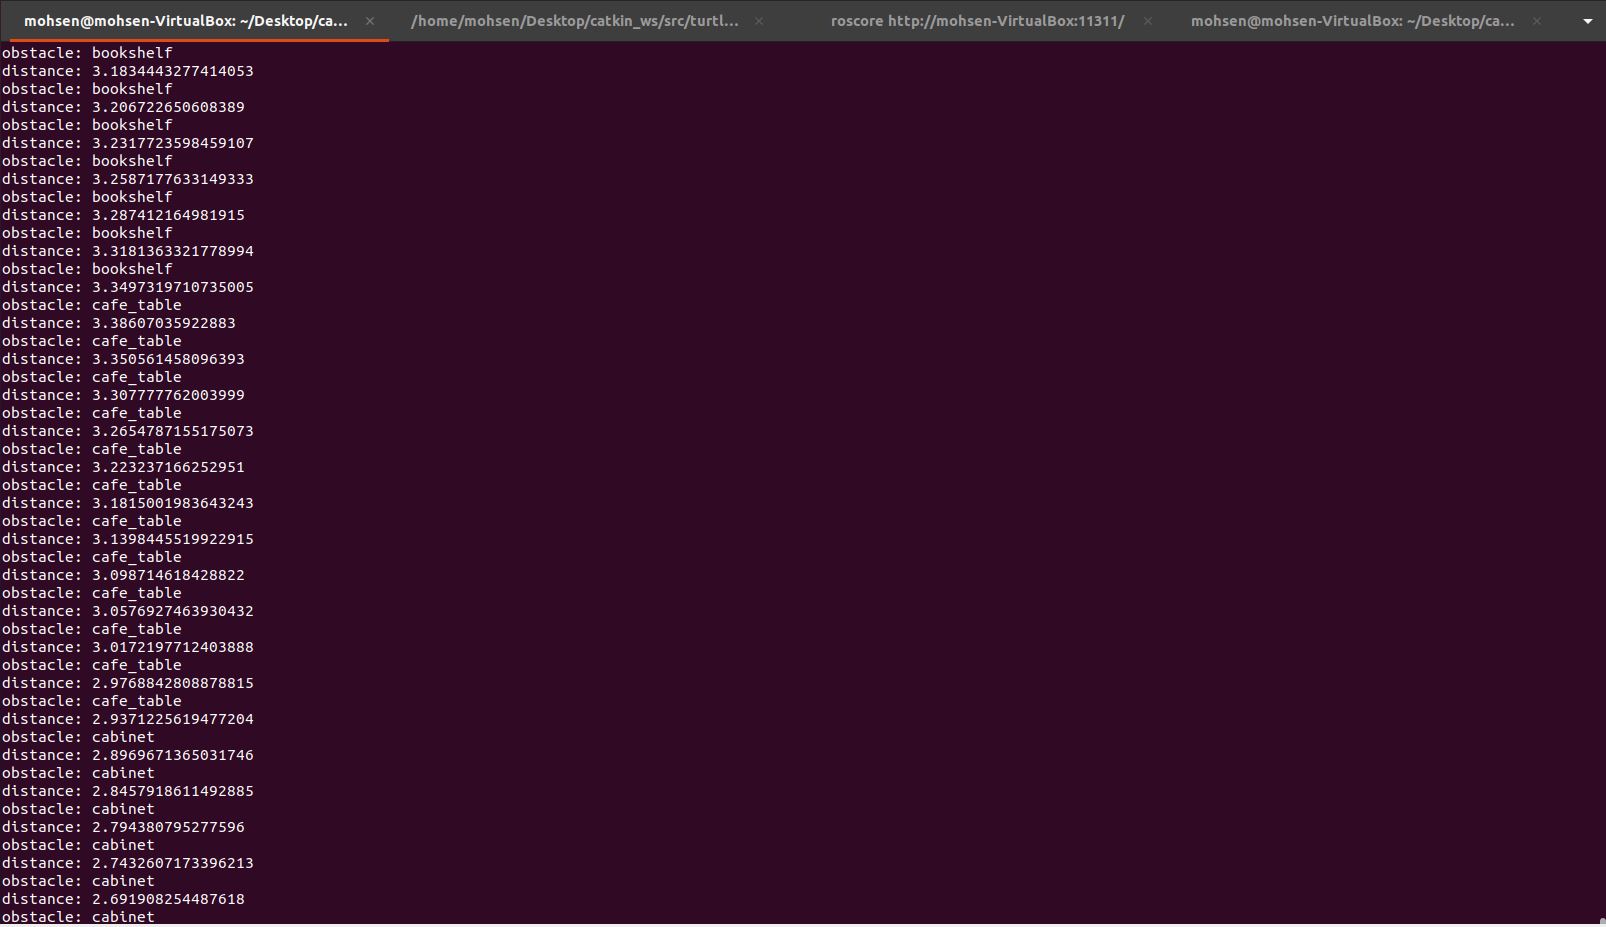 mohsen@mohsen-VirtualBox: ~/Desktop/ca... × /home/mohsen/Desktop/catkin_ws/src/turtl... × roscore http://mohsen-VirtualBox:11311/ × mohsen@mohsen-VirtualBox: ~/Desktop/ca... ×
obstacle: bookshelf
distance: 3.1834443277414053
obstacle: bookshelf
distance: 3.206722650608389
obstacle: bookshelf
distance: 3.2317723598459107
obstacle: bookshelf
distance: 3.2587177633149333
obstacle: bookshelf
distance: 3.287412164981915
obstacle: bookshelf
distance: 3.3181363321778994
obstacle: bookshelf
distance: 3.3497319710735005
obstacle: cafe_table
distance: 3.38607035922883
obstacle: cafe_table
distance: 3.350561458096393
obstacle: cafe_table
distance: 3.307777762003999
obstacle: cafe_table
distance: 3.2654787155175073
obstacle: cafe_table
distance: 3.223237166252951
obstacle: cafe_table
distance: 3.1815001983643243
obstacle: cafe_table
distance: 3.1398445519922915
obstacle: cafe_table
distance: 3.098714618428822
obstacle: cafe_table
distance: 3.0576927463930432
obstacle: cafe_table
distance: 3.0172197712403888
obstacle: cafe_table
distance: 2.9768842808878815
obstacle: cafe_table
distance: 2.9371225619477204
obstacle: cabinet
distance: 2.8969671365031746
obstacle: cabinet
distance: 2.8457918611492885
obstacle: cabinet
distance: 2.794380795277596
obstacle: cabinet
distance: 2.7432607173396213
obstacle: cabinet
distance: 2.691908254487618
obstacle: cabinet